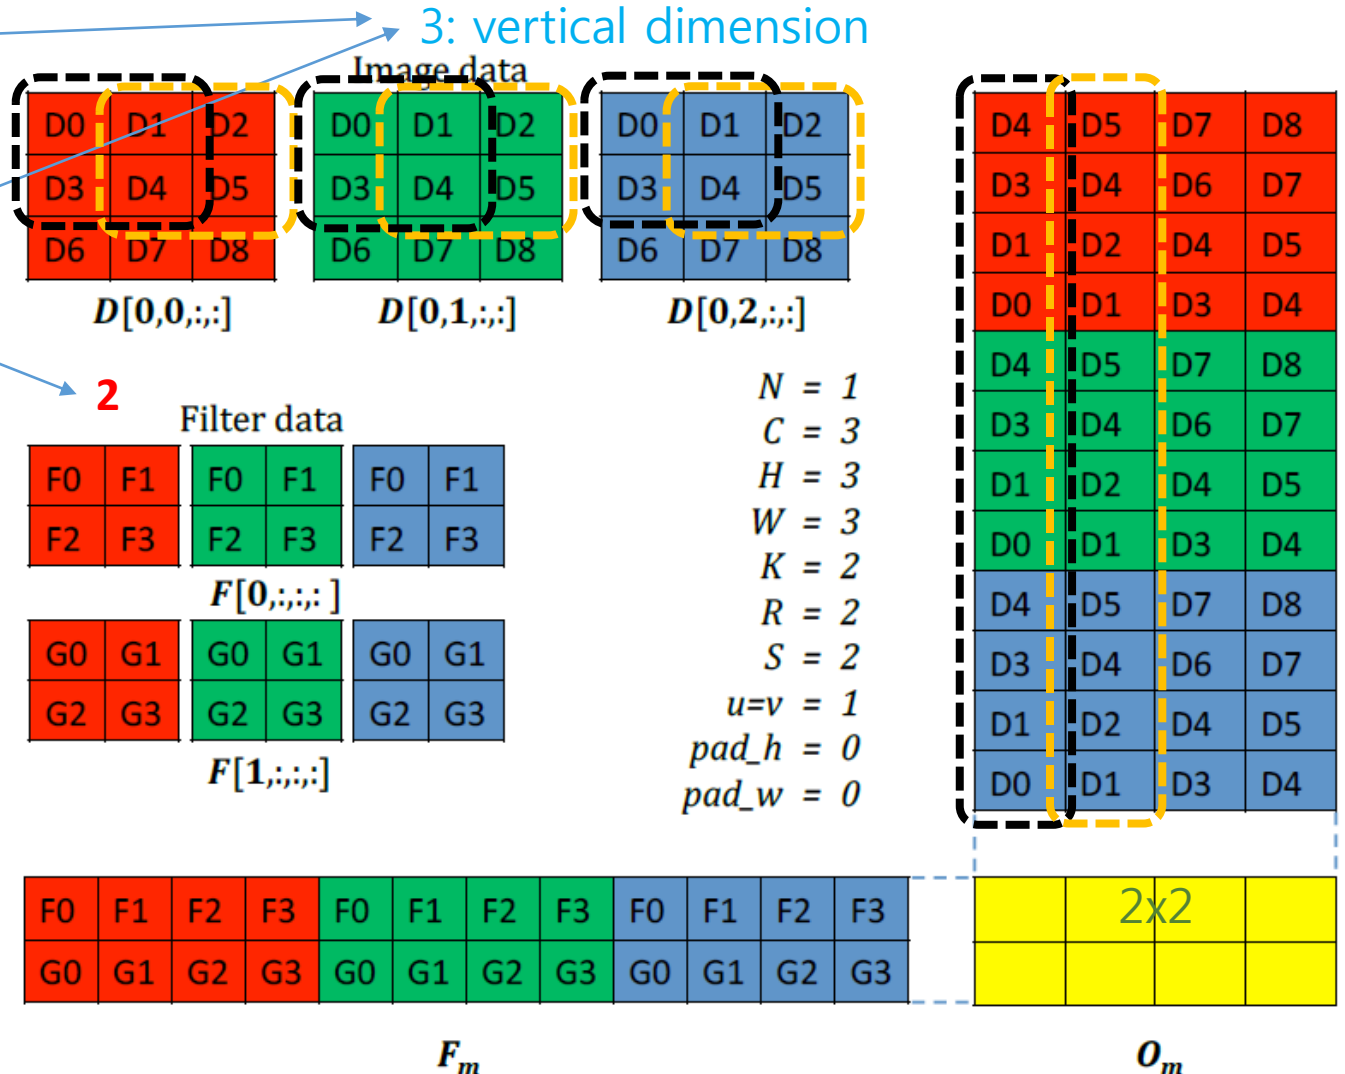 3: vertical dimension
Image data
D0 D1 D2 D0 D1 D2 D0 D1 D2
D3 D4 D5 D3 D4 D5 D3 D4 D5
D6 D7 D8 D6 D7 D8 D6 D7 D8
D[0,0,:,:] D[0,1,:,:] D[0,2,:,:]
2
Filter data
F0 F1 F0 F1 F0 F1
F2 F3 F2 F3 F2 F3
F[0,:,:,: ]
G0 G1 G0 G1 G0 G1
G2 G3 G2 G3 G2 G3
F[1,:,:,:]
N = 1
C = 3
H = 3
W = 3
K = 2
R = 2
S = 2
u=v = 1
pad_h = 0
pad_w = 0
D4 D5 D7 D8
D3 D4 D6 D7
D1 D2 D4 D5
D0 D1 D3 D4
D4 D5 D7 D8
D3 D4 D6 D7
D1 D2 D4 D5
D0 D1 D3 D4
D4 D5 D7 D8
D3 D4 D6 D7
D1 D2 D4 D5
D0 D1 D3 D4
F0 F1 F2 F3 F0 F1 F2 F3 F0 F1 F2 F3
G0 G1 G2 G3 G0 G1 G2 G3 G0 G1 G2 G3
2x2
Fm
Om